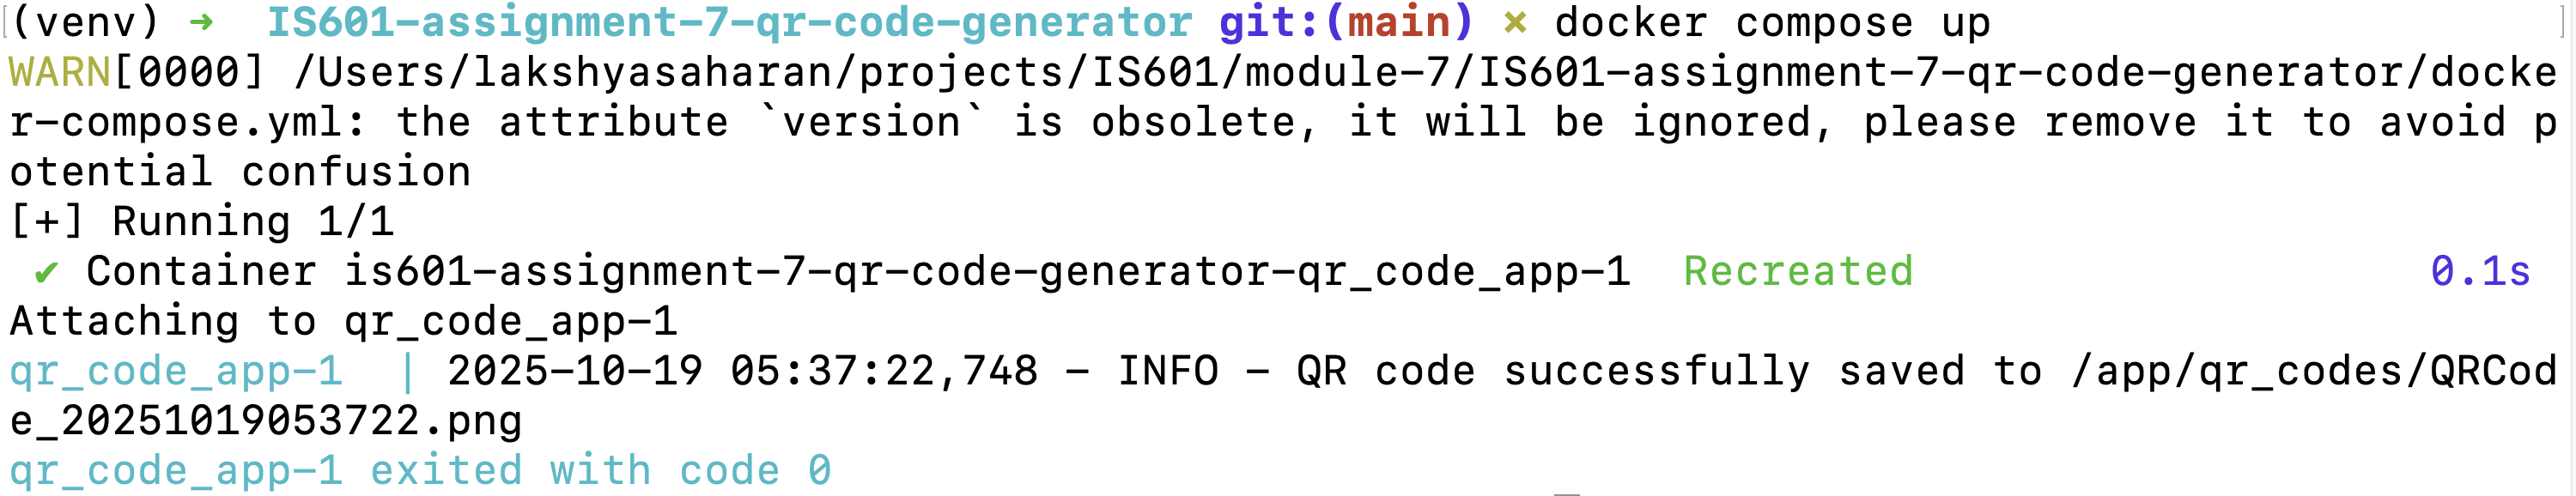 [(venv) ➜  IS601-assignment-7-qr-code-generator git:(main) ✗ docker compose up ]
WARN[0000] /Users/lakshyasaharan/projects/IS601/module-7/IS601-assignment-7-qr-code-generator/docke
r-compose.yml: the attribute `version` is obsolete, it will be ignored, please remove it to avoid p
otential confusion
[+] Running 1/1
 ✔ Container is601-assignment-7-qr-code-generator-qr_code_app-1  Recreated 0.1s
Attaching to qr_code_app-1
qr_code_app-1  | 2025-10-19 05:37:22,748 - INFO - QR code successfully saved to /app/qr_codes/QRCod
e_20251019053722.png
qr_code_app-1 exited with code 0